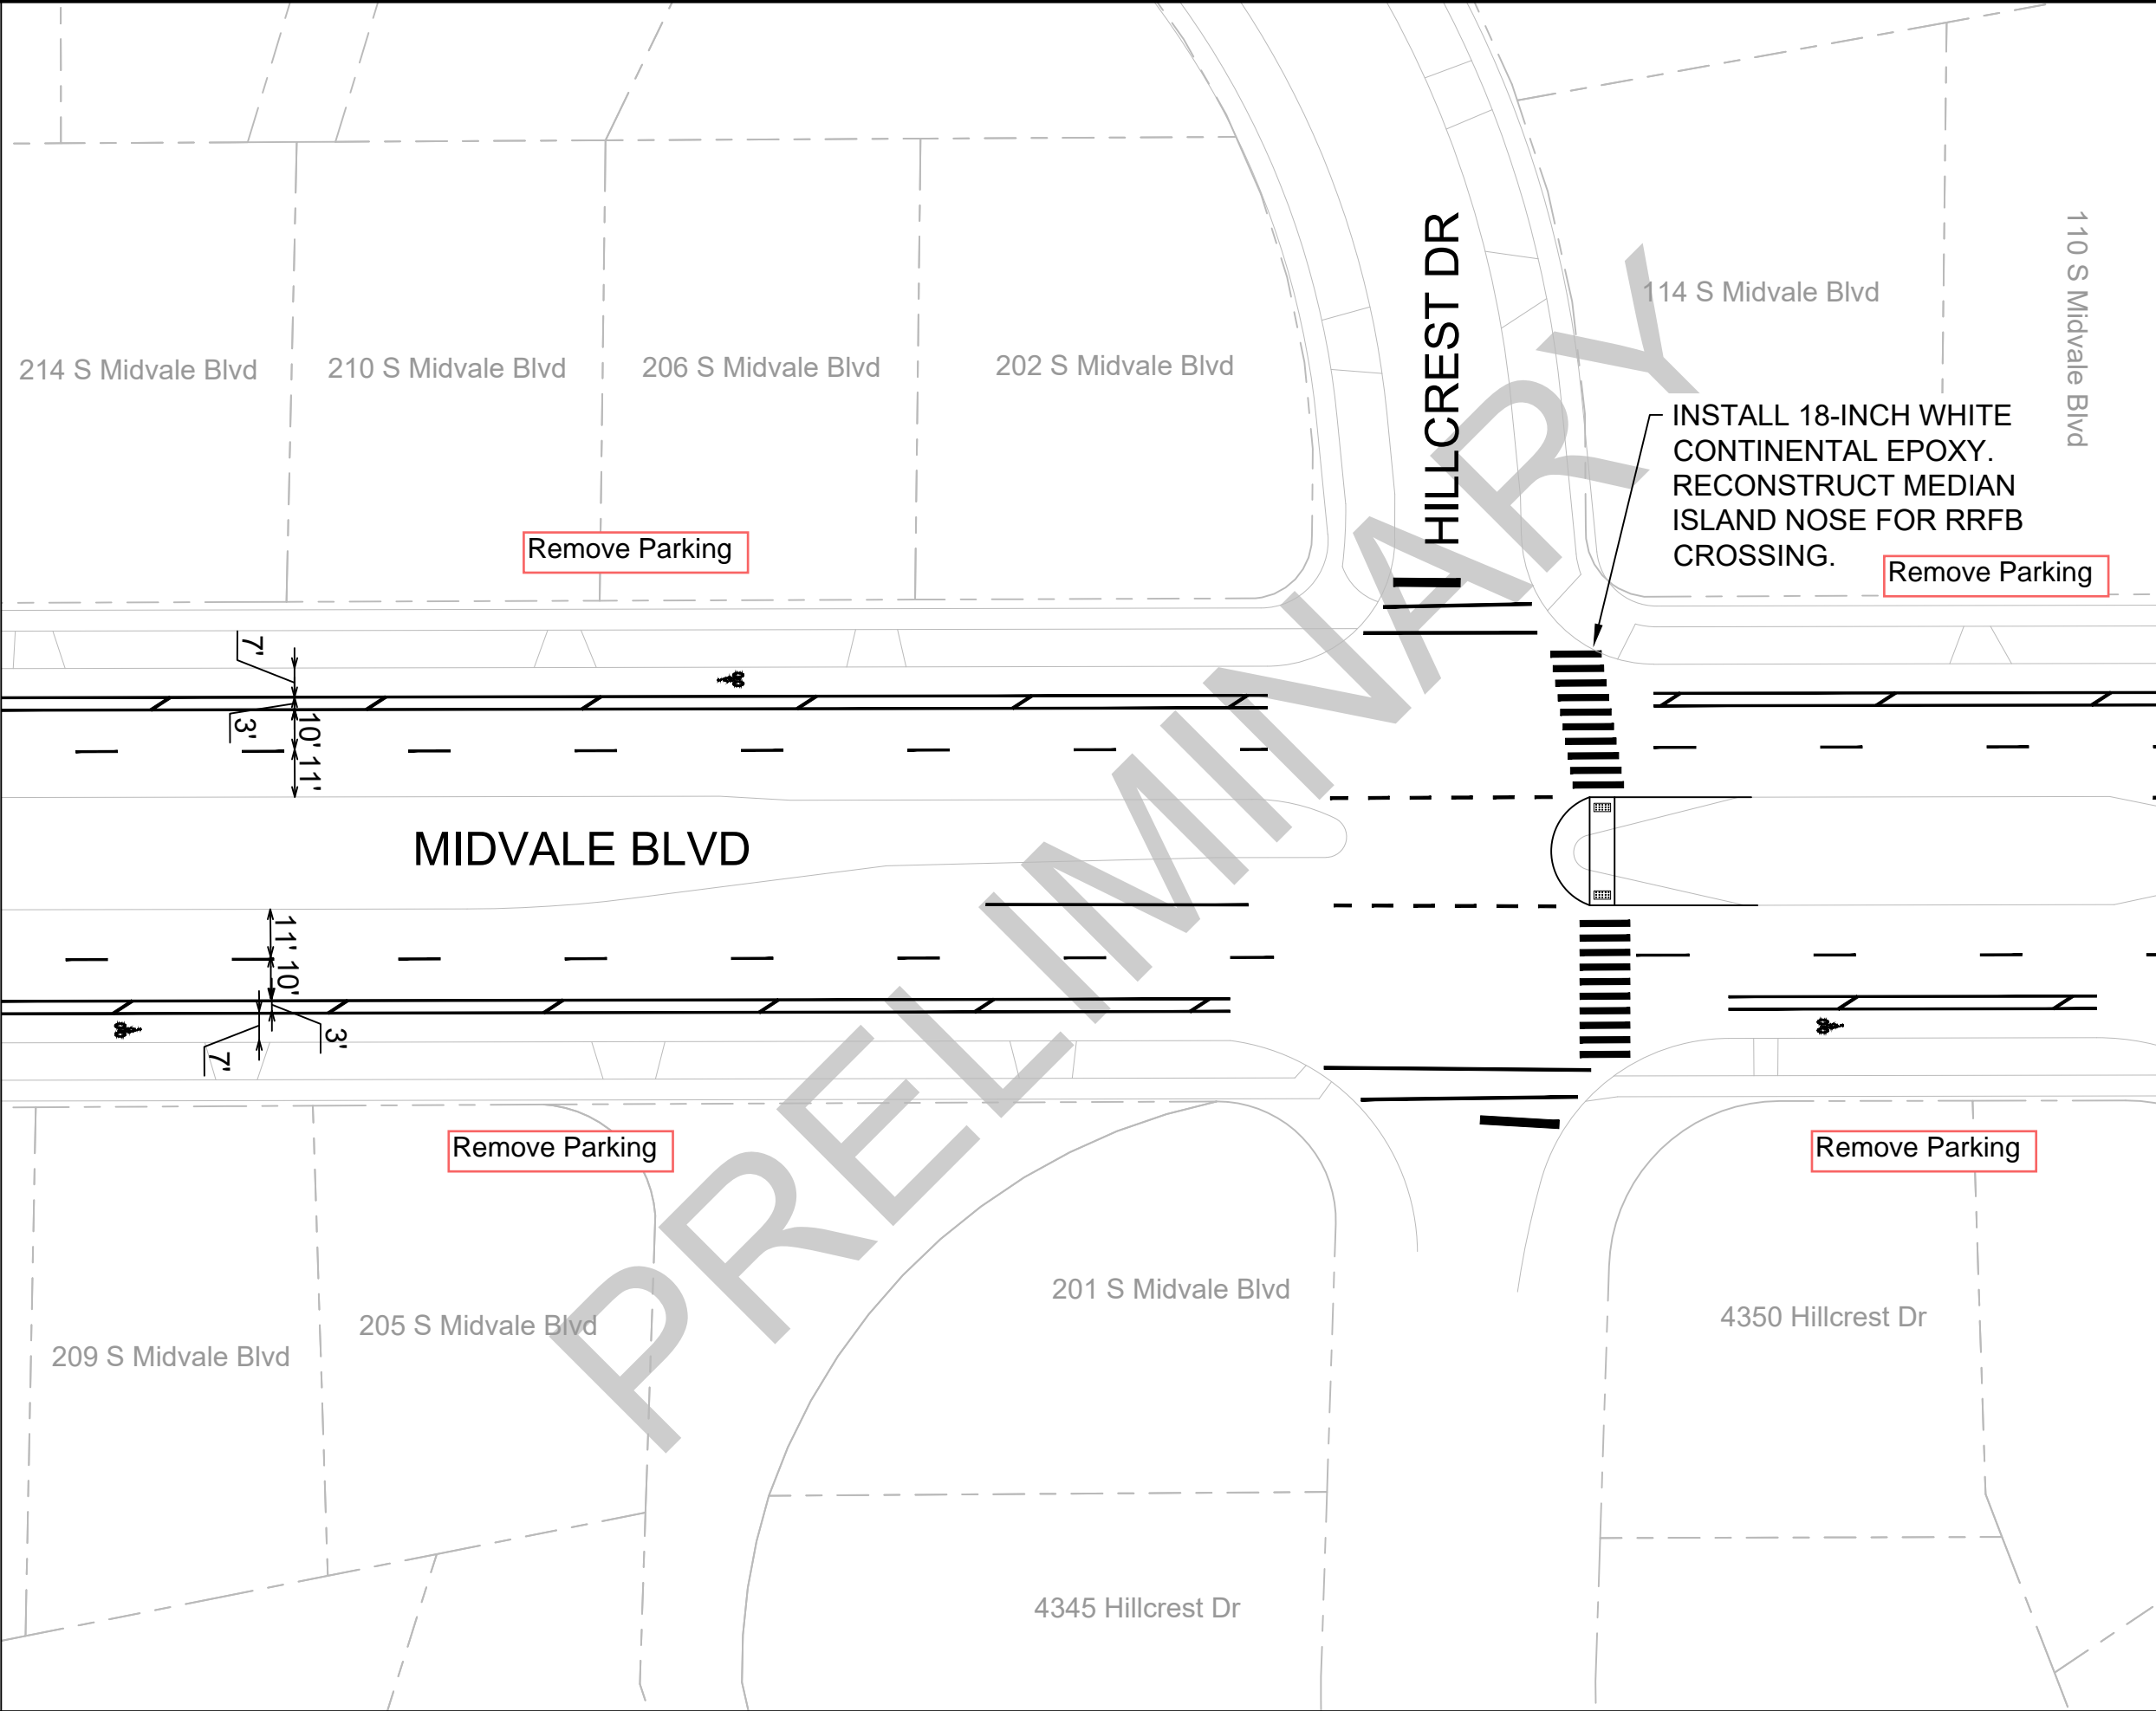 HILLCREST DR
110 S Midvale Blvd
114 S Midvale Blvd
214 S Midvale Blvd
210 S Midvale Blvd
206 S Midvale Blvd
202 S Midvale Blvd
INSTALL 18-INCH WHITE
CONTINENTAL EPOXY.
RECONSTRUCT MEDIAN
ISLAND NOSE FOR RRFB
CROSSING.
Remove Parking
Remove Parking
7'
3'
10'
11'
MIDVALE BLVD
PRELIMINARY
11'
10'
3'
7'
Remove Parking
Remove Parking
201 S Midvale Blvd
4350 Hillcrest Dr
205 S Midvale Blvd
209 S Midvale Blvd
4345 Hillcrest Dr